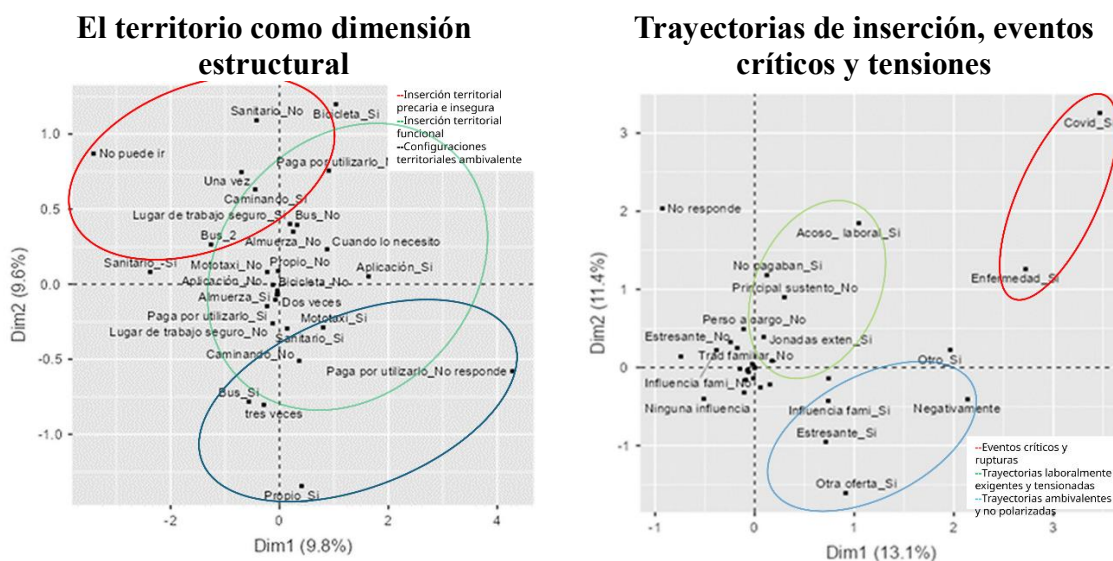 El territorio como dimensión
estructural
--Inserción territorial
precaria e insegura
--Inserción territorial
funcional
--Configuraciones
territoriales ambivalente
Sanitario_No
Bicicleta_Si
No puede ir
Paga por utilizarlo_
Una vez
Caminando_Si
Lugar de trabajo seguro_Si
Bus_No
Bus_2
Almuerza_No
Cuando lo necesito
Sanitario_-Si
Mototaxi_No
Propio_No
Aplicación_Si
Aplicación_No
Bicicleta_No
Almuerza_Si
Dos veces
Paga por utilizarlo_Si
Mototaxi_Si
Lugar de trabajo seguro_No
Sanitario_Si
Caminando_No
Paga por utilizarlo_No responde
Bus_Si
tres veces
Propio_Si
1.0
0.5
0.0
-0.5
-1.0
Dim2 (9.6%)
-2
0
2
4
Dim1 (9.8%)
Trayectorias de inserción, eventos
críticos y tensiones
Covid_Si
No responde
Acoso_ laboral_Si
No pagaban_Si
Enfermedad_Si
Principal sustento_No
Perso a cargo_No
Estresante_No
Jonadas exten_Si
Otro_Si
Trad familiar_No
Influencia fami_No
Ninguna influencia
Influencia fami_Si
Negativamente
Estresante_Si
Otra oferta_Si
--Eventos críticos y
rupturas
--Trayectorias laboralmente
exigentes y tensionadas
--Trayectorias ambivalentes
y no polarizadas
3
2
1
0
-1
Dim2 (11.4%)
-1
0
1
2
3
Dim1 (13.1%)